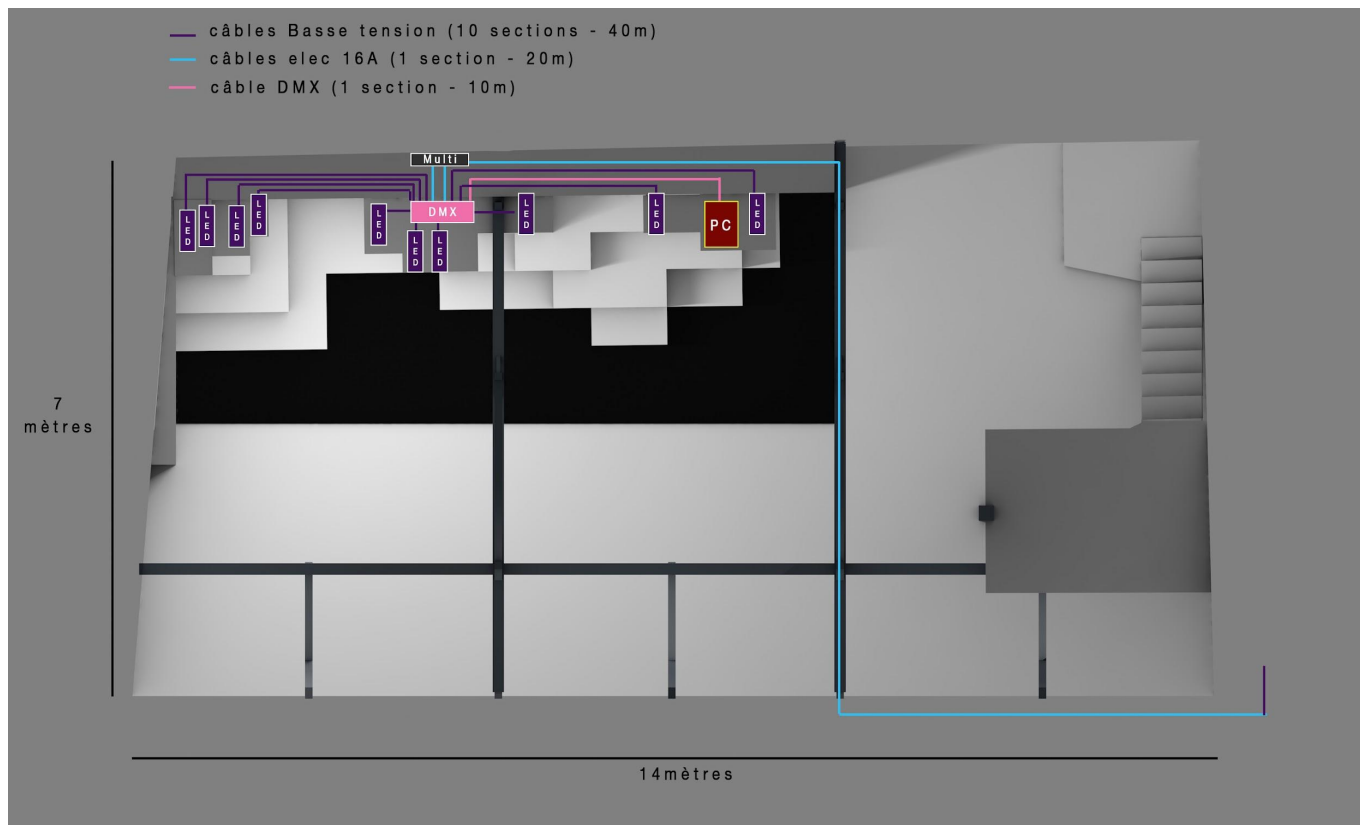 câbles Basse tension (10 sections - 40m)
câbles elec 16A (1 section - 20m)
câble DMX (1 section - 10m)
Multi
LED
LED
LED
LED
LED
DMX
LED
LED
LED
LED
PC
LED
7
mètres
14mètres